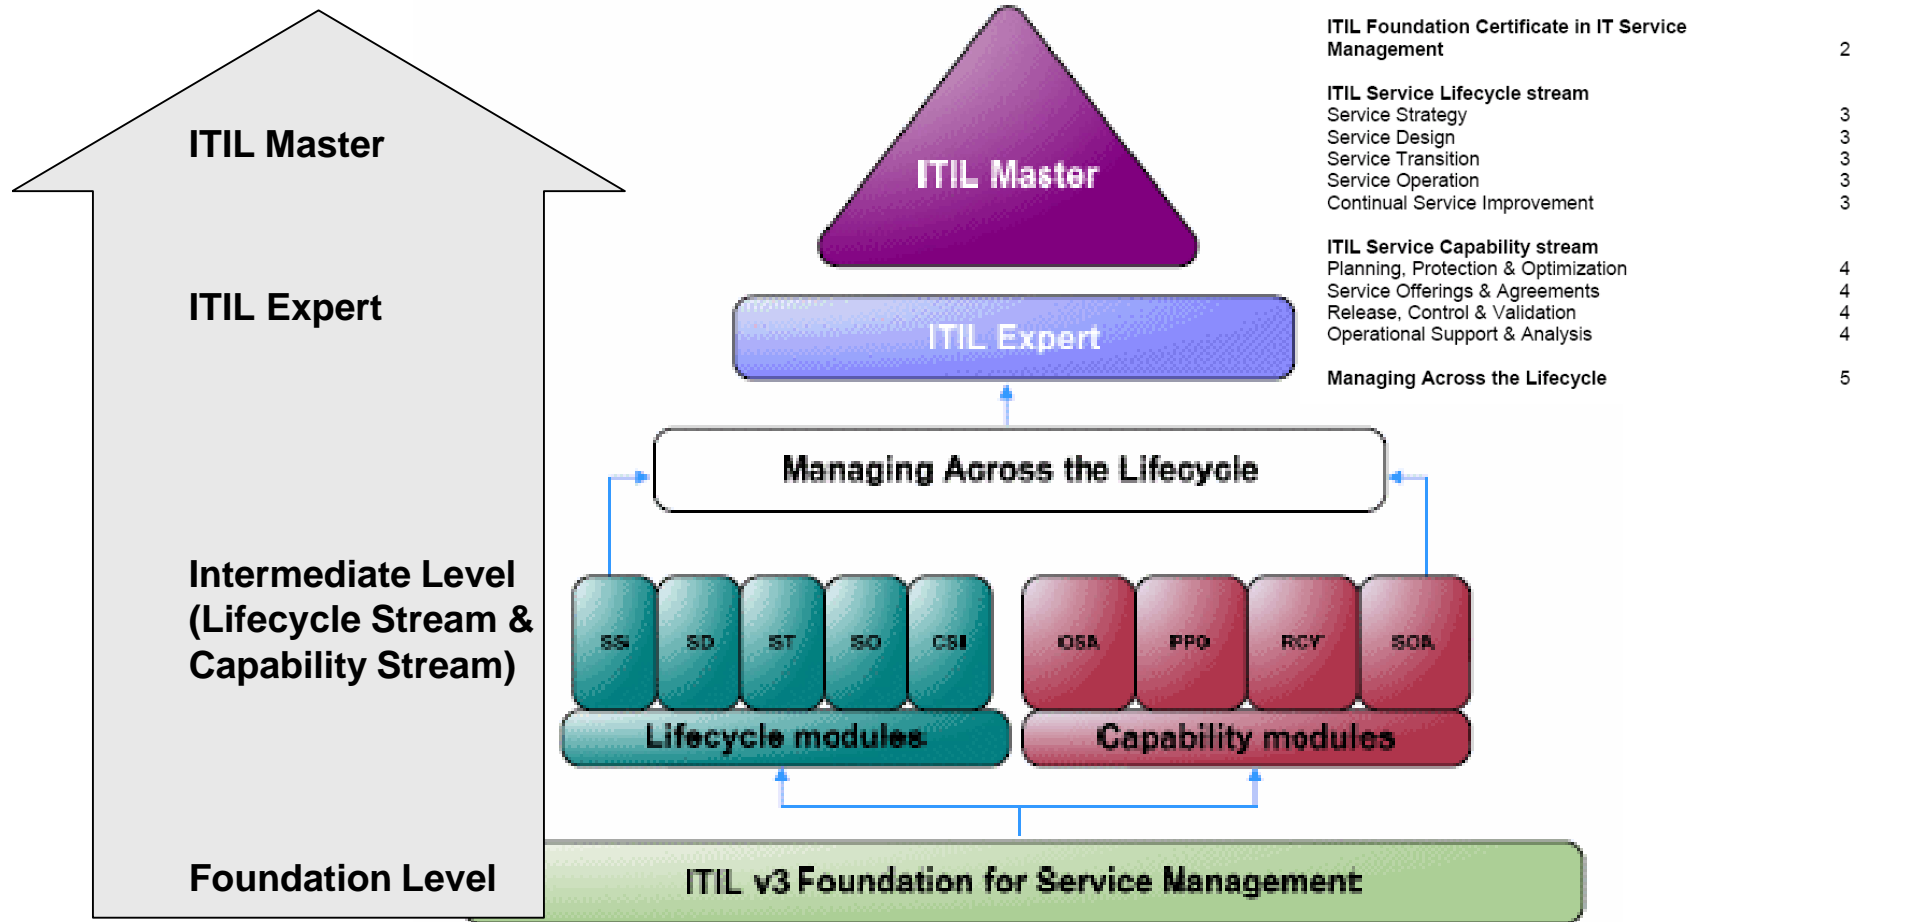 ITIL Master
ITIL Expert
Intermediate Level
(Lifecycle Stream &
Capability Stream)
Foundation Level
ITIL Master
ITIL Expert
Managing Across the Lifecycle
SS
SD
ST
SO
CSI
OSA
PPO
RCV
SOA
Lifecycle modules
Capability modules
ITIL v3 Foundation for Service Management
ITIL Foundation Certificate in IT Service
Management 2
ITIL Service Lifecycle stream
Service Strategy 3
Service Design 3
Service Transition 3
Service Operation 3
Continual Service Improvement 3
ITIL Service Capability stream
Planning, Protection & Optimization 4
Service Offerings & Agreements 4
Release, Control & Validation 4
Operational Support & Analysis 4
Managing Across the Lifecycle 5